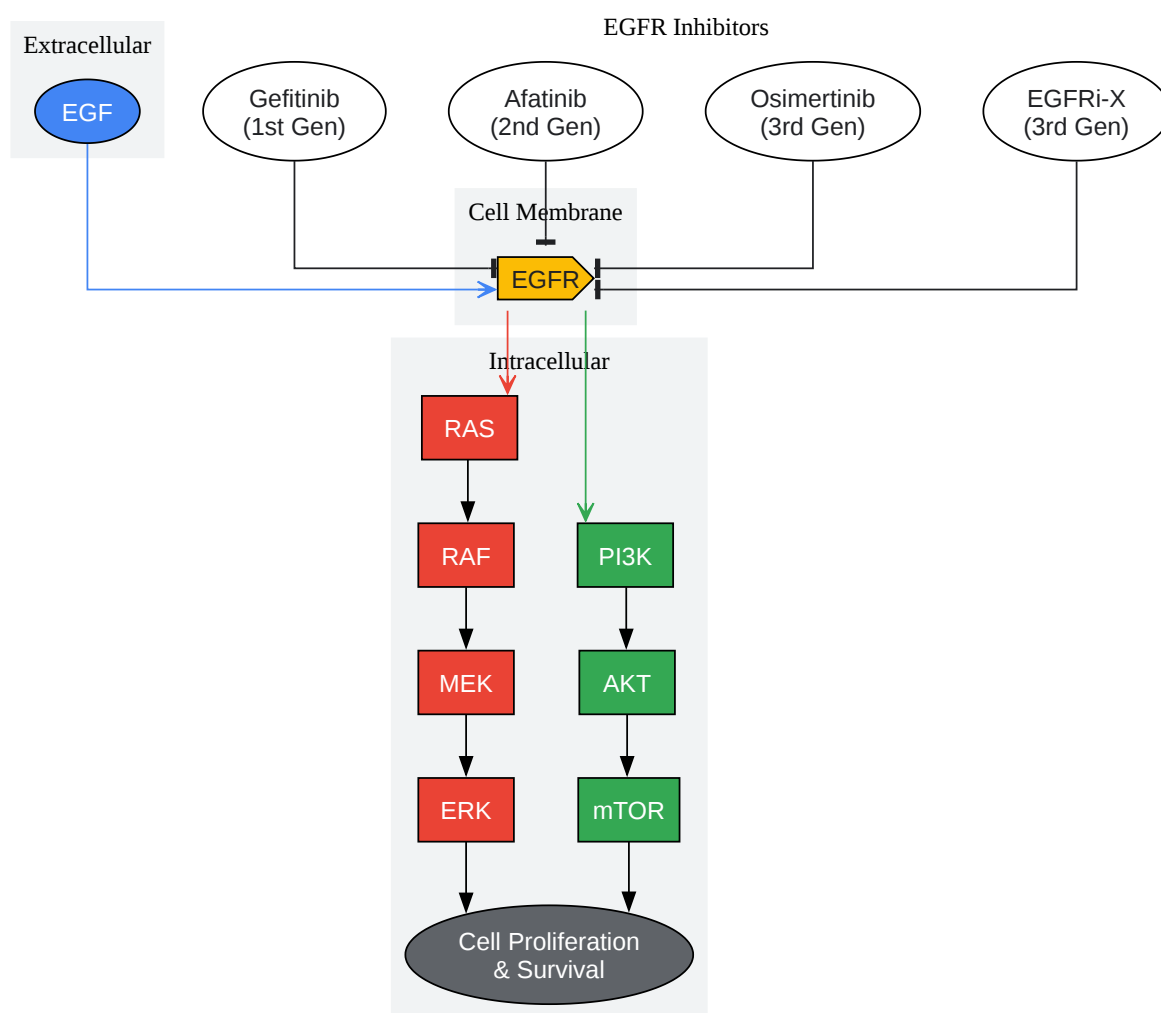 EGFR Inhibitors
Extracellular
EGF
Gefitinib
(1st Gen)
Afatinib
(2nd Gen)
Osimertinib
(3rd Gen)
EGFRi-X
(3rd Gen)
Cell Membrane
EGFR
Intracellular
RAS
RAF
PI3K
MEK
AKT
ERK
mTOR
Cell Proliferation
& Survival